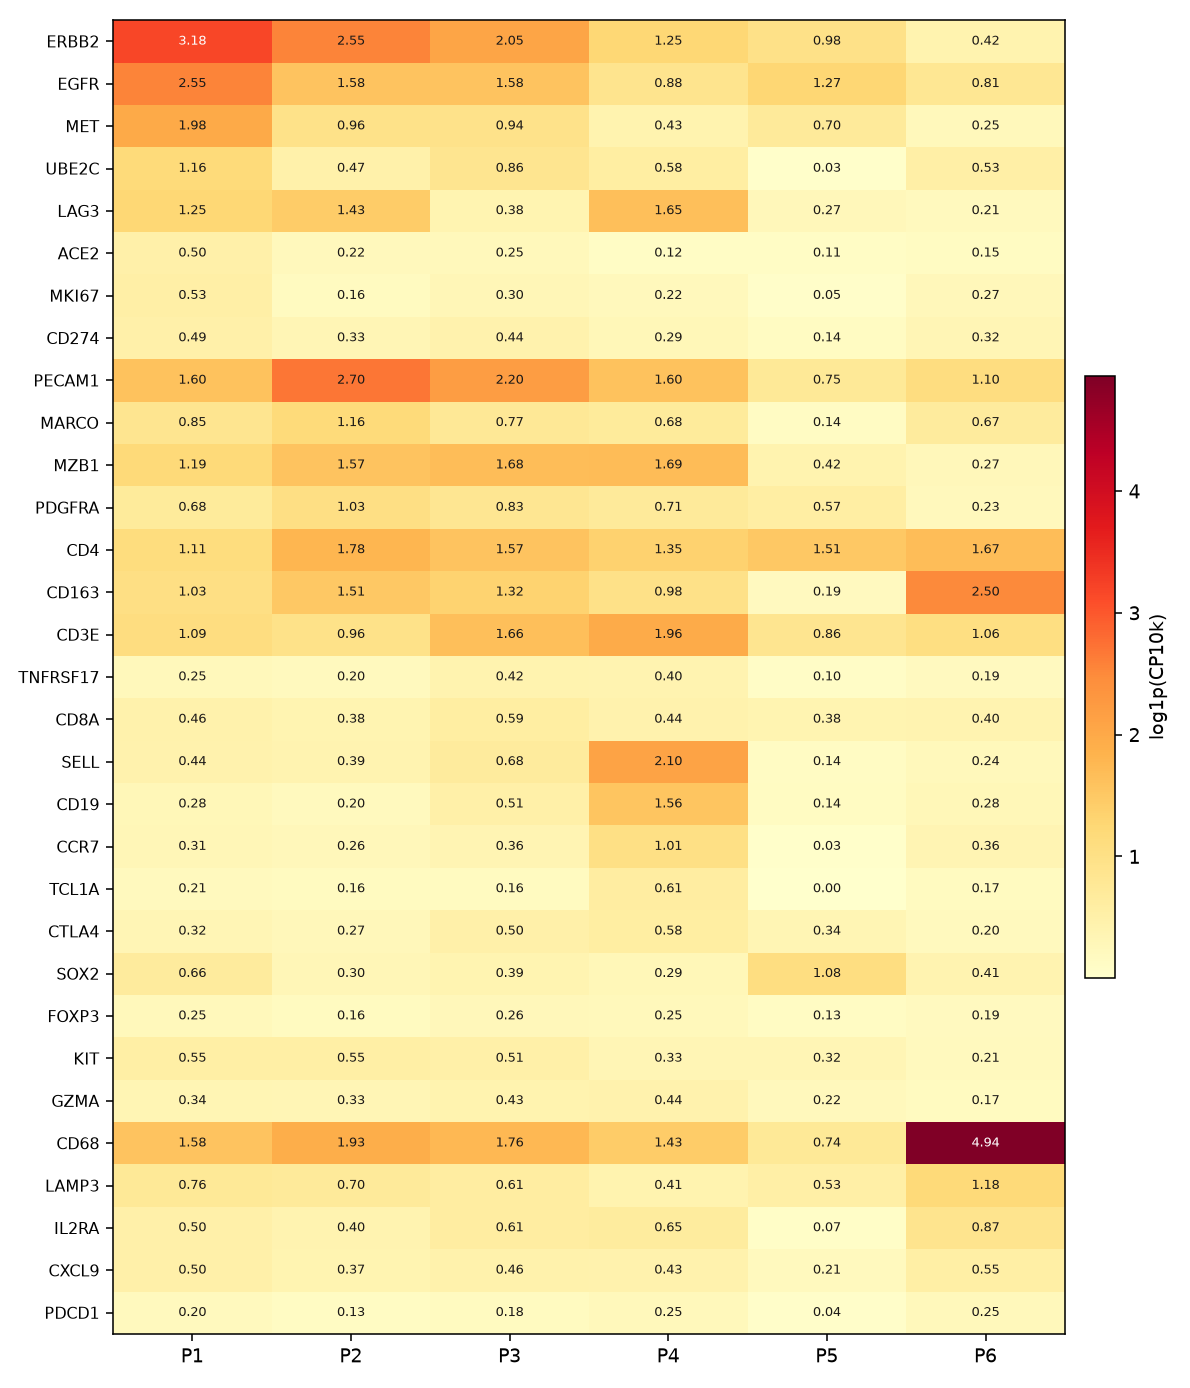 ERBB2 3.18 2.55 2.05 1.25 0.98 0.42
EGFR 2.55 1.58 1.58 0.88 1.27 0.81
MET 1.98 0.96 0.94 0.43 0.70 0.25
UBE2C 1.16 0.47 0.86 0.58 0.03 0.53
LAG3 1.25 1.43 0.38 1.65 0.27 0.21
ACE2 0.50 0.22 0.25 0.12 0.11 0.15
MKI67 0.53 0.16 0.30 0.22 0.05 0.27
CD274 0.49 0.33 0.44 0.29 0.14 0.32
PECAM1 1.60 2.70 2.20 1.60 0.75 1.10
MARCO 0.85 1.16 0.77 0.68 0.14 0.67
MZB1 1.19 1.57 1.68 1.69 0.42 0.27
PDGFRA 0.68 1.03 0.83 0.71 0.57 0.23
CD4 1.11 1.78 1.57 1.35 1.51 1.67
CD163 1.03 1.51 1.32 0.98 0.19 2.50
CD3E 1.09 0.96 1.66 1.96 0.86 1.06
TNFRSF17 0.25 0.20 0.42 0.40 0.10 0.19
CD8A 0.46 0.38 0.59 0.44 0.38 0.40
SELL 0.44 0.39 0.68 2.10 0.14 0.24
CD19 0.28 0.20 0.51 1.56 0.14 0.28
CCR7 0.31 0.26 0.36 1.01 0.03 0.36
TCL1A 0.21 0.16 0.16 0.61 0.00 0.17
CTLA4 0.32 0.27 0.50 0.58 0.34 0.20
SOX2 0.66 0.30 0.39 0.29 1.08 0.41
FOXP3 0.25 0.16 0.26 0.25 0.13 0.19
KIT 0.55 0.55 0.51 0.33 0.32 0.21
GZMA 0.34 0.33 0.43 0.44 0.22 0.17
CD68 1.58 1.93 1.76 1.43 0.74 4.94
LAMP3 0.76 0.70 0.61 0.41 0.53 1.18
IL2RA 0.50 0.40 0.61 0.65 0.07 0.87
CXCL9 0.50 0.37 0.46 0.43 0.21 0.55
PDCD1 0.20 0.13 0.18 0.25 0.04 0.25
P1 P2 P3 P4 P5 P6
4
3
2
1
log1p(CP10k)